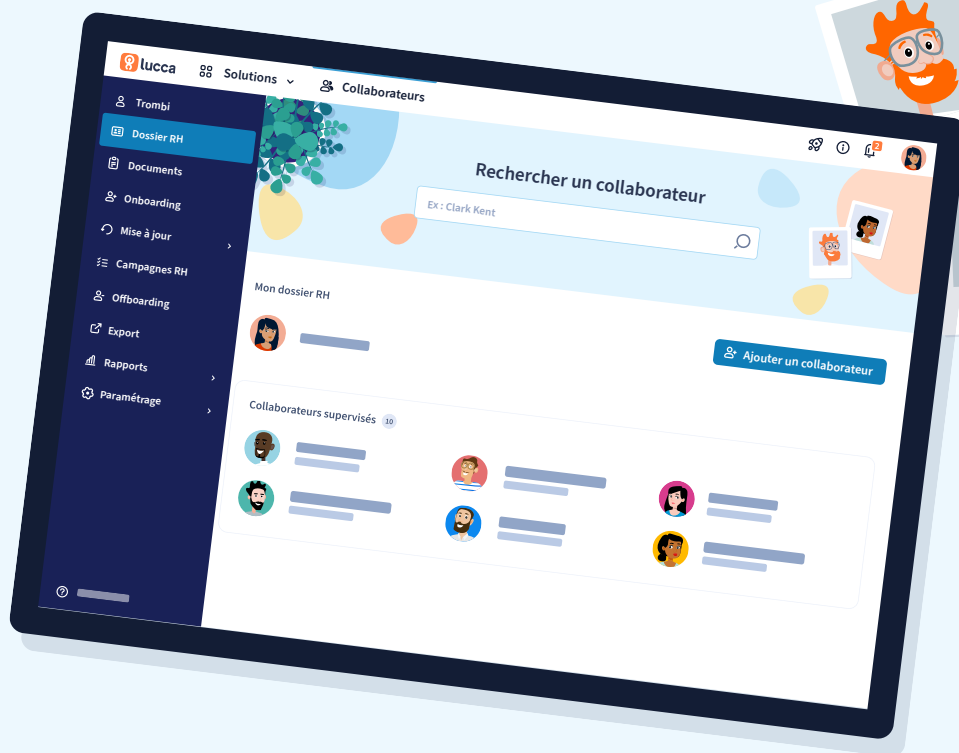 lucca
Solutions
Collaborateurs
2
Trombi
Dossier RH
Documents
Onboarding
Mise à jour
Campagnes RH
Offboarding
Export
Rapports
Paramétrage
Rechercher un collaborateur
Ex : Clark Kent
Mon dossier RH
Ajouter un collaborateur
Collaborateurs supervisés 10